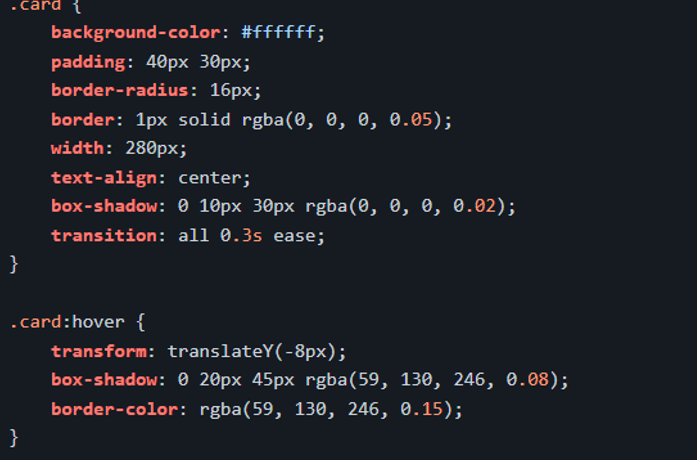 .card {
    background-color: #ffffff;
    padding: 40px 30px;
    border-radius: 16px;
    border: 1px solid rgba(0, 0, 0, 0.05);
    width: 280px;
    text-align: center;
    box-shadow: 0 10px 30px rgba(0, 0, 0, 0.02);
    transition: all 0.3s ease;
}

.card:hover {
    transform: translateY(-8px);
    box-shadow: 0 20px 45px rgba(59, 130, 246, 0.08);
    border-color: rgba(59, 130, 246, 0.15);
}